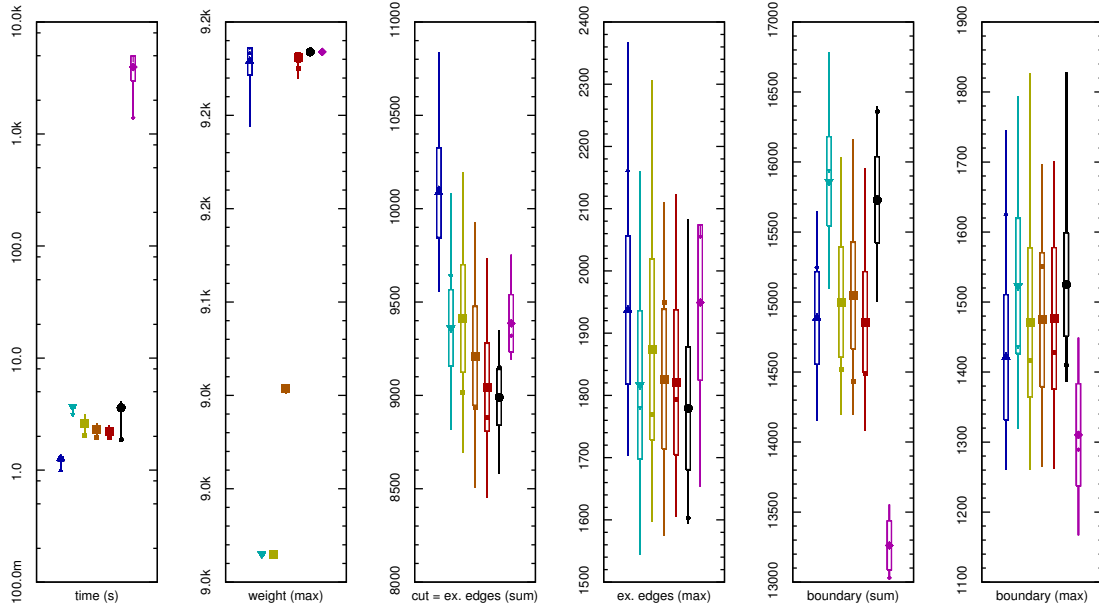 10.0k
1.0k
100.0
10.0
1.0
100.0m
time (s)
9.2k
9.2k
9.2k
9.1k
9.0k
9.0k
9.0k
weight (max)
11000
10500
10000
9500
9000
8500
8000
cut = ex. edges (sum)
2400
2300
2200
2100
2000
1900
1800
1700
1600
1500
ex. edges (max)
17000
16000
16500
15500
15000
14500
14000
13500
13000
boundary (sum)
1900
1800
1700
1600
1500
1400
1300
1200
1100
boundary (max)